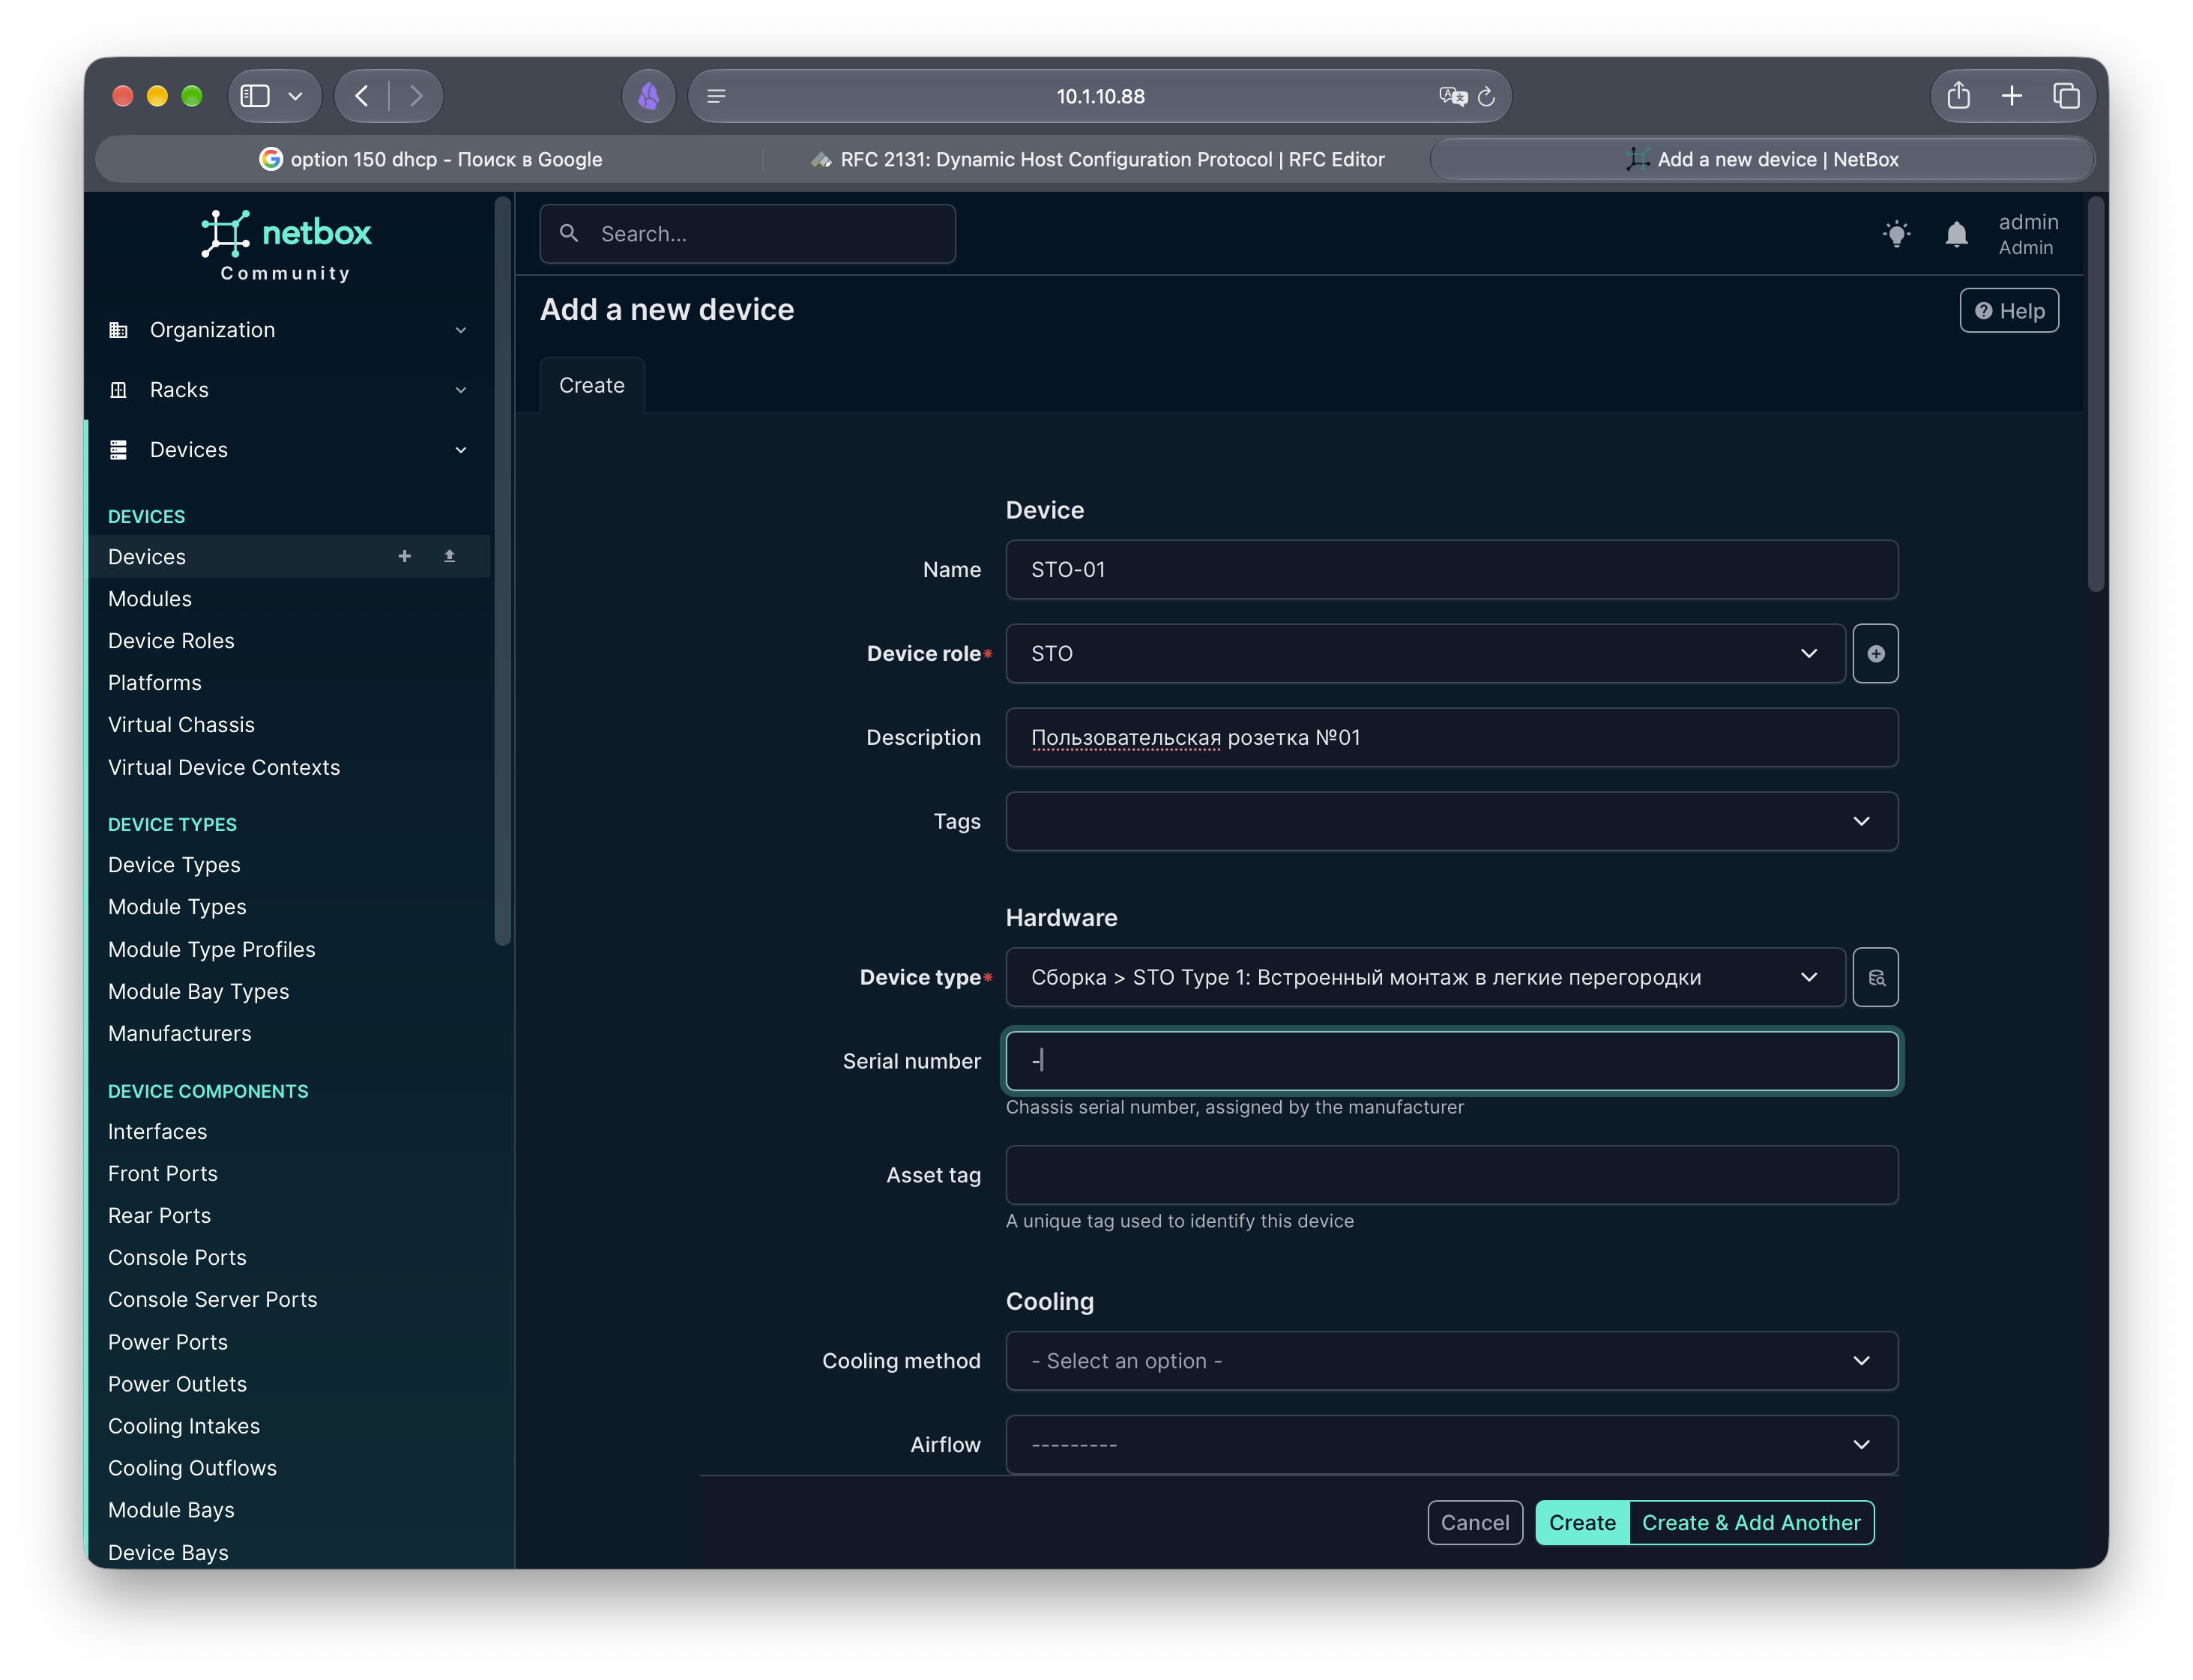 10.1.10.88
option 150 dhcp - Поиск в Google
RFC 2131: Dynamic Host Configuration Protocol | RFC Editor
Add a new device | NetBox
netbox
Community
Organization
Racks
Devices
DEVICES
Devices
Modules
Device Roles
Platforms
Virtual Chassis
Virtual Device Contexts
DEVICE TYPES
Device Types
Module Types
Module Type Profiles
Module Bay Types
Manufacturers
DEVICE COMPONENTS
Interfaces
Front Ports
Rear Ports
Console Ports
Console Server Ports
Power Ports
Power Outlets
Cooling Intakes
Cooling Outflows
Module Bays
Device Bays
Search...
admin
Admin
Add a new device
Help
Create
Device
Name STO-01
Device role* STO
Description Пользовательская розетка №01
Tags
Hardware
Device type* Сборка > STO Type 1: Встроенный монтаж в легкие перегородки
Serial number -
Chassis serial number, assigned by the manufacturer
Asset tag
A unique tag used to identify this device
Cooling
Cooling method - Select an option -
Airflow ---------
Cancel Create Create & Add Another